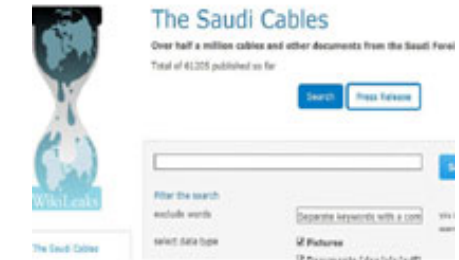 The Saudi Cables
Over half a million cables and other documents from the Saudi Forei
Total of 61205 published so far
Search Press Release
WikiLeaks
Filter the search
exclude words Separate keywords with a com
select data type Pictures
The Saudi Cables